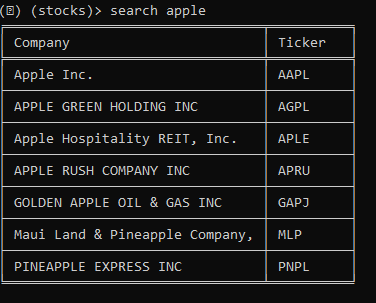 (?) (stocks)> search apple
Company Ticker
Apple Inc. AAPL
APPLE GREEN HOLDING INC AGPL
Apple Hospitality REIT, Inc. APLE
APPLE RUSH COMPANY INC APRU
GOLDEN APPLE OIL & GAS INC GAPJ
Maui Land & Pineapple Company, MLP
PINEAPPLE EXPRESS INC PNPL